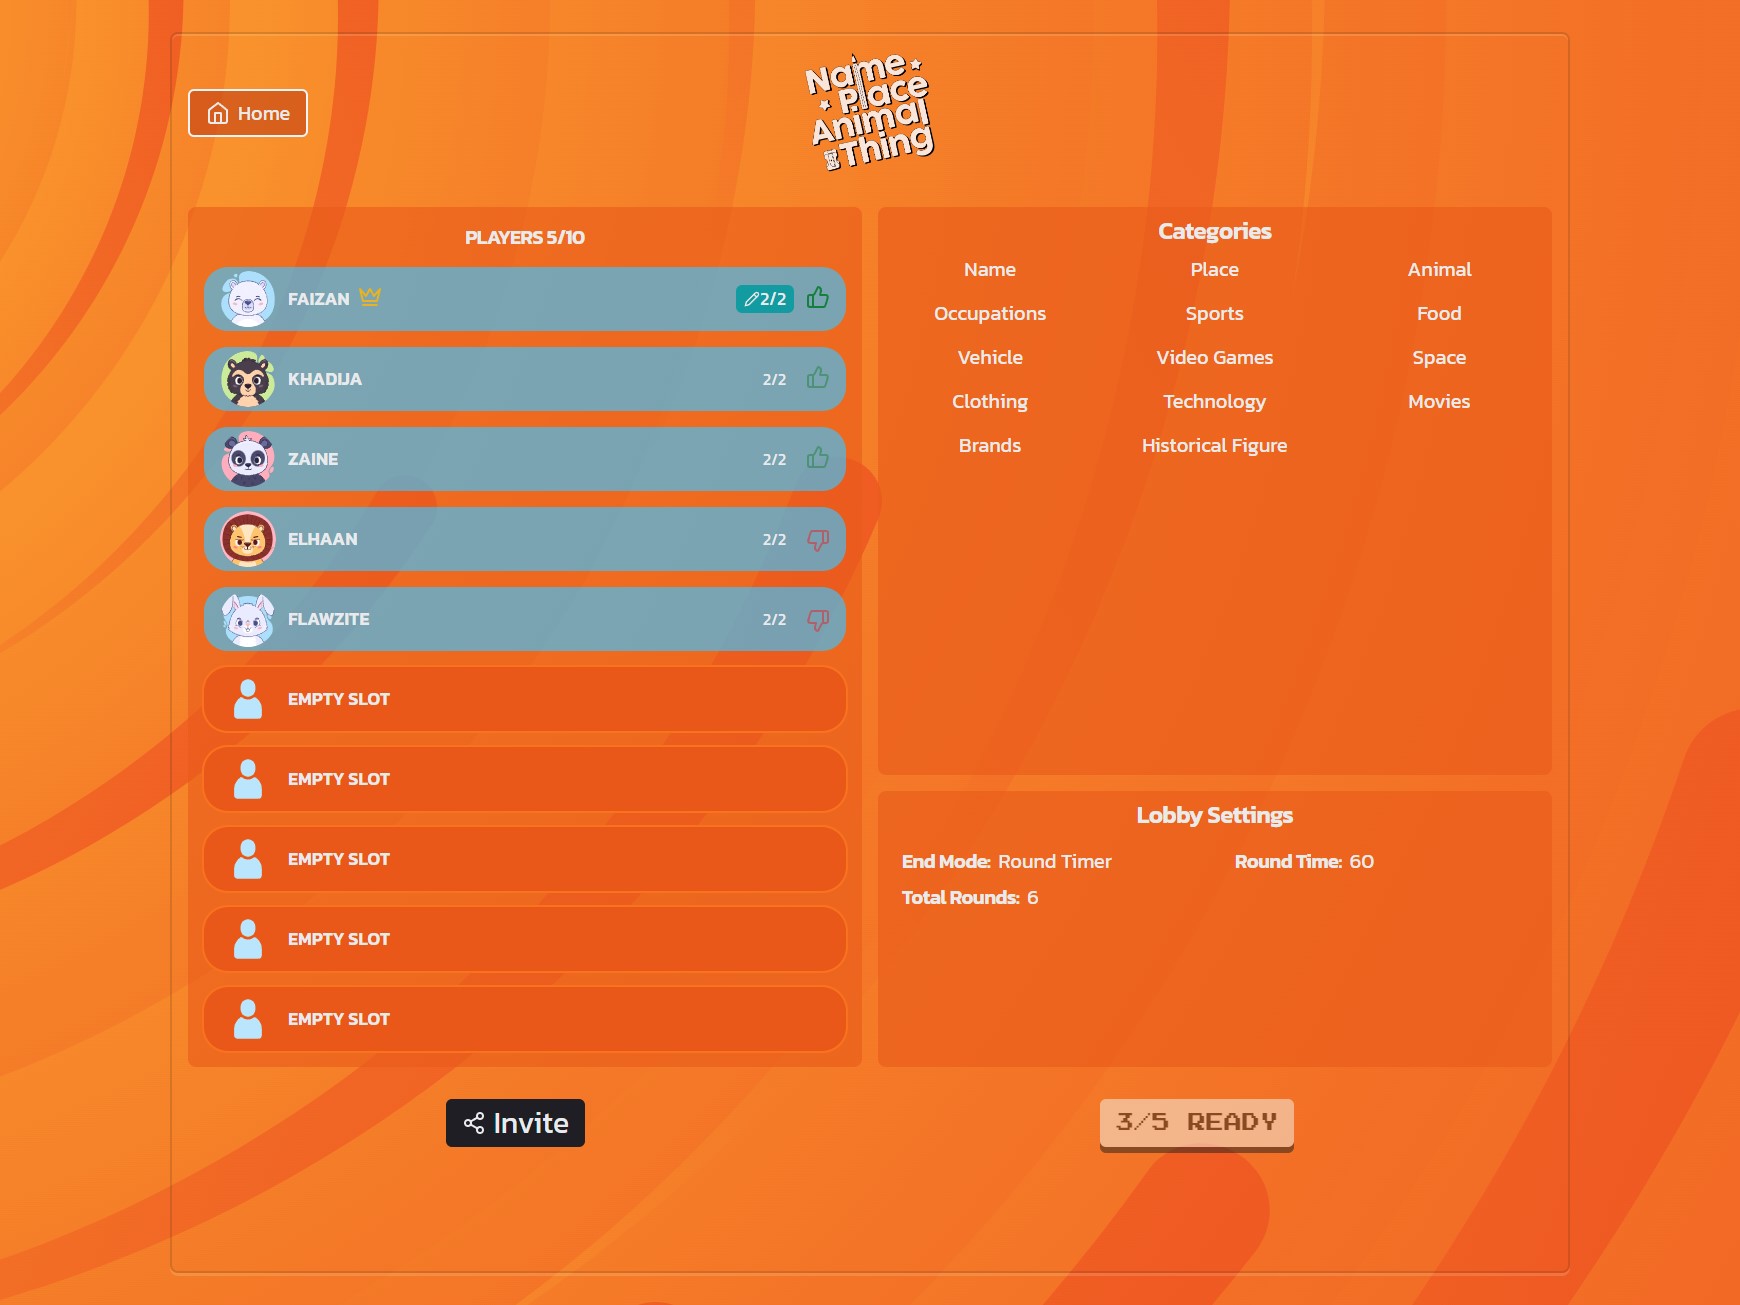 Home
Name
Place
Animal
Thing
PLAYERS 5/10
FAIZAN 2/2
KHADIJA 2/2
ZAINE 2/2
ELHAAN 2/2
FLAWZITE 2/2
EMPTY SLOT
EMPTY SLOT
EMPTY SLOT
EMPTY SLOT
EMPTY SLOT
Categories
Name Place Animal
Occupations Sports Food
Vehicle Video Games Space
Clothing Technology Movies
Brands Historical Figure
Lobby Settings
End Mode: Round Timer Round Time: 60
Total Rounds: 6
Invite
3/5 READY